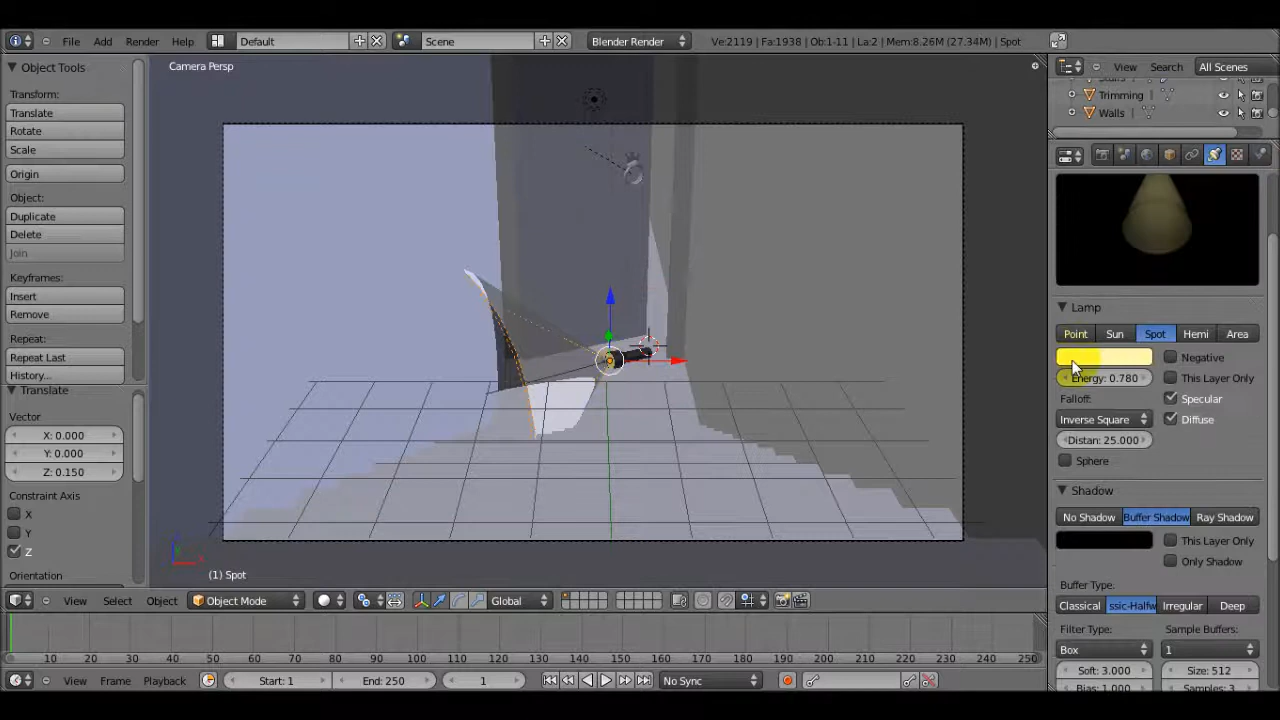 File Add Render Help Default Scene Blender Render Ve:2119 | Fa:1938 | Ob:1-11 | La:2 | Mem:8.26M (27.34M) | Spot
Object Tools
Camera Persp
View Search All Scenes
Transform:
Translate
Rotate
Scale
Origin
Object:
Duplicate
Delete
Join
Keyframes:
Insert
Remove
Repeat:
Repeat Last
History...
Translate
Vector
X: 0.000
Y: 0.000
Z: 0.150
Constraint Axis
X
Y
Z
Orientation
(1) Spot
View Select Object Object Mode Global
0 10 20 30 40 50 60 70 80 90 100 110 120 130 140 150 160 170 180 190 200 210 220 230 240 250
View Frame Playback Start: 1 End: 250 1 No Sync
Trimming
Walls
Lamp
Point Sun Spot Hemi Area
Negative
Energy: 0.780 This Layer Only
Falloff: Specular
Inverse Square Diffuse
Distan: 25.000
Sphere
Shadow
No Shadow Buffer Shadow Ray Shadow
This Layer Only
Only Shadow
Buffer Type:
Classical ssic-Halfw Irregular Deep
Filter Type: Sample Buffers:
Box 1
Soft: 3.000 Size: 512
Bias: 1.000 Samples: 3